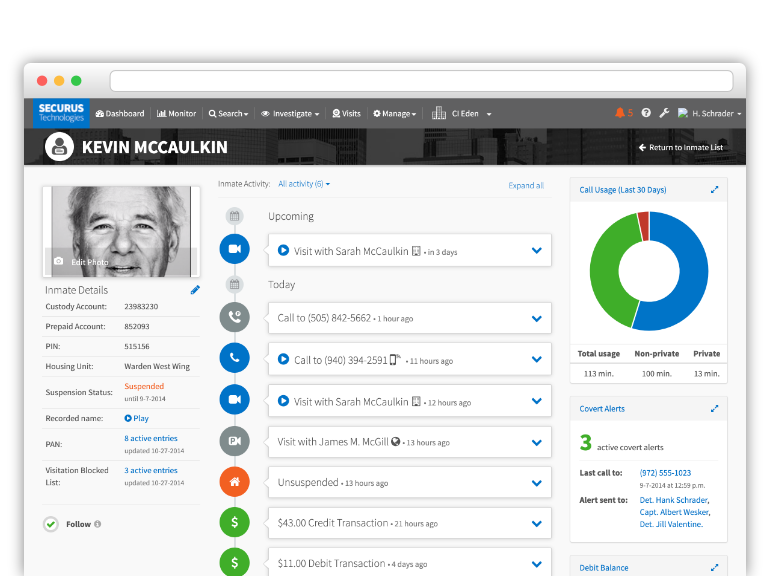 SECURUS
Technologies
Dashboard
Monitor
Search
Investigate
Visits
Manage
CI Eden
5
H. Schrader
KEVIN MCCAULKIN
Return to Inmate List
Edit Photo
Inmate Details
Custody Account: 23983230
Prepaid Account: 852093
PIN: 515156
Housing Unit: Warden West Wing
Suspension Status: Suspended
until 9-7-2014
Recorded name: Play
PAN: 8 active entries
updated 10-27-2014
Visitation Blocked List: 3 active entries
updated 10-27-2014
Follow
Inmate Activity: All activity (6)
Expand all
Upcoming
Visit with Sarah McCaulkin • in 3 days
Today
Call to (505) 842-5662 • 1 hour ago
Call to (940) 394-2591 • 11 hours ago
Visit with Sarah McCaulkin • 12 hours ago
P
Visit with James M. McGill • 13 hours ago
Unsuspended • 13 hours ago
$
$43.00 Credit Transaction • 21 hours ago
$
$11.00 Debit Transaction • 4 days ago
Call Usage (Last 30 Days)
Total usage Non-private Private
113 min. 100 min. 13 min.
Covert Alerts
3 active covert alerts
Last call to: (972) 555-1023
9-7-2014 at 12:59 p.m.
Alert sent to: Det. Hank Schrader,
Capt. Albert Wesker,
Det. Jill Valentine.
Debit Balance